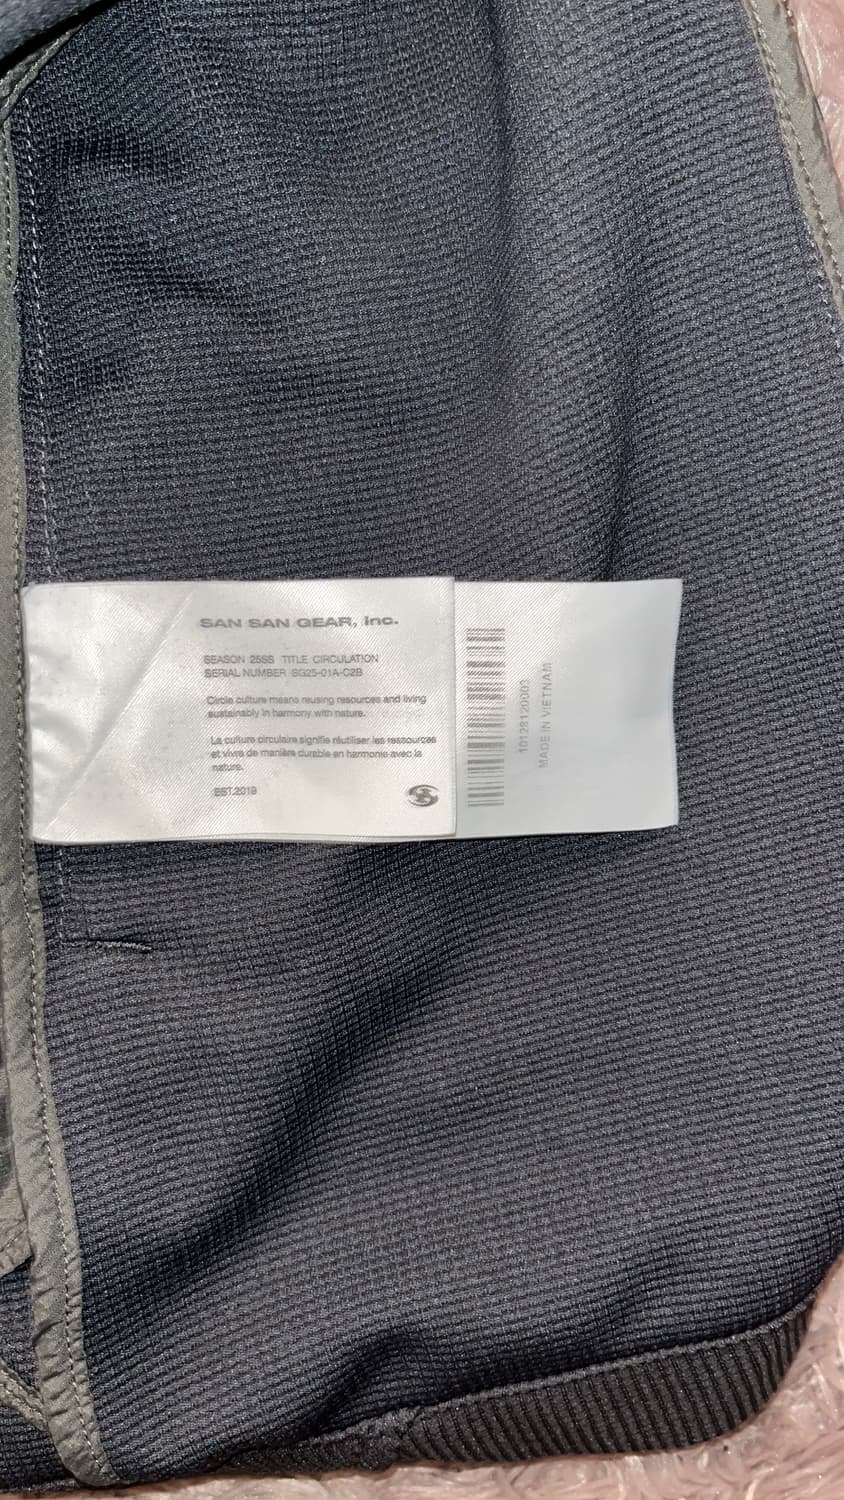 SAN SAN GEAR, Inc.
SEASON 25SS TITLE CIRCULATION
SERIAL NUMBER SG25-01A-C2B
Circle culture means reusing resources and living
sustainably in harmony with nature.
La culture circulaire signifie réutiliser les ressources
et vivre de manière durable en harmonie avec la
nature.
EST.2019
10128120003
MADE IN VIETNAM